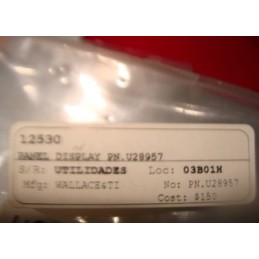 12530
PANEL DISPLAY PN.U28957
S/R: UTILIDADES Loc: 03B01H
Mfg: WALLACE&TI No: PN.U28957
Cost: $150